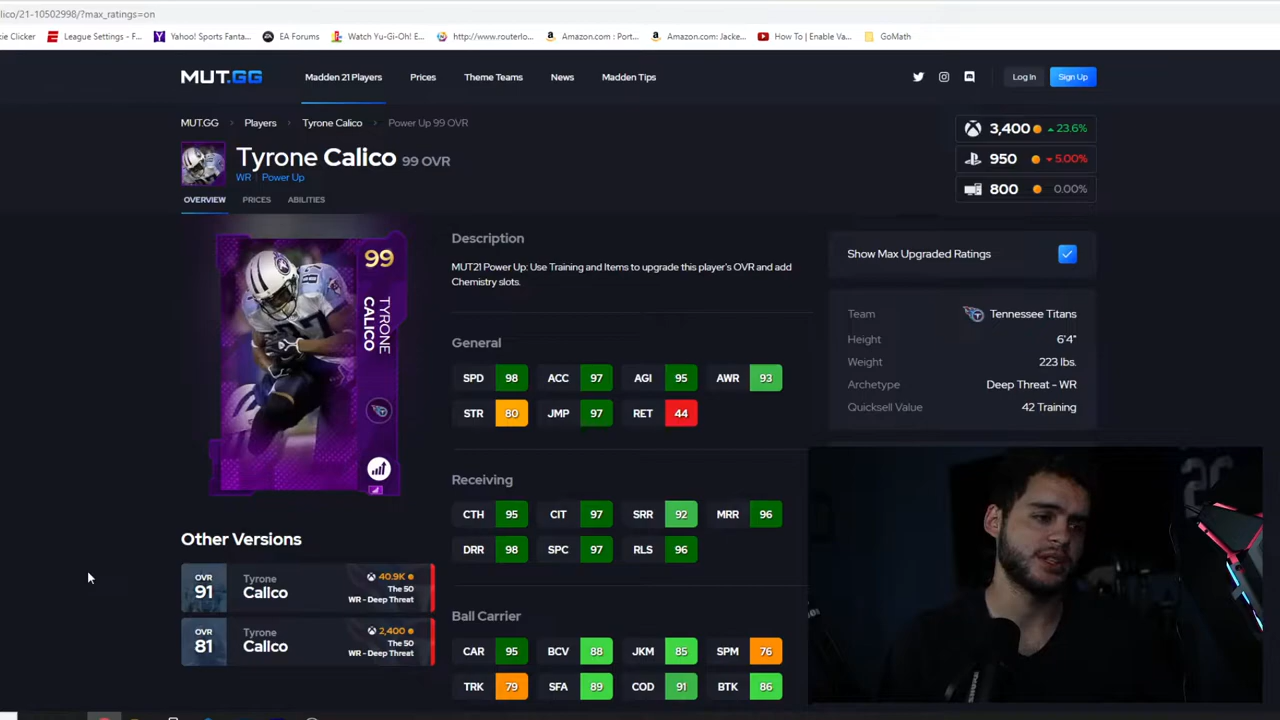 lico/21-10502998/?max_ratings=on
kie Clicker
League Settings - F...
Yahoo! Sports Fanta...
EA Forums
Watch Yu-Gi-Oh! E...
http://www.routerlo...
Amazon.com : Port...
Amazon.com: Jacke...
How To | Enable Va...
GoMath
MUT.GG
Madden 21 Players
Prices
Theme Teams
News
Madden Tips
Log In
Sign Up
MUT.GG > Players > Tyrone Calico > Power Up 99 OVR
Tyrone Calico 99 OVR
WR | Power Up
3,400 23.6%
950 5.00%
800 0.00%
OVERVIEW
PRICES
ABILITIES
99
TYRONE
CALICO
Description
MUT21 Power Up: Use Training and Items to upgrade this player's OVR and add
Chemistry slots.
General
SPD 98 ACC 97 AGI 95 AWR 93
STR 80 JMP 97 RET 44
Receiving
CTH 95 CIT 97 SRR 92 MRR 96
DRR 98 SPC 97 RLS 96
Ball Carrier
CAR 95 BCV 88 JKM 85 SPM 76
TRK 79 SFA 89 COD 91 BTK 86
Show Max Upgraded Ratings
Team Tennessee Titans
Height 6'4"
Weight 223 lbs.
Archetype Deep Threat - WR
Quicksell Value 42 Training
Other Versions
OVR
91
Tyrone
Calico
40.9K
The 50
WR - Deep Threat
OVR
81
Tyrone
Calico
2,400
The 50
WR - Deep Threat